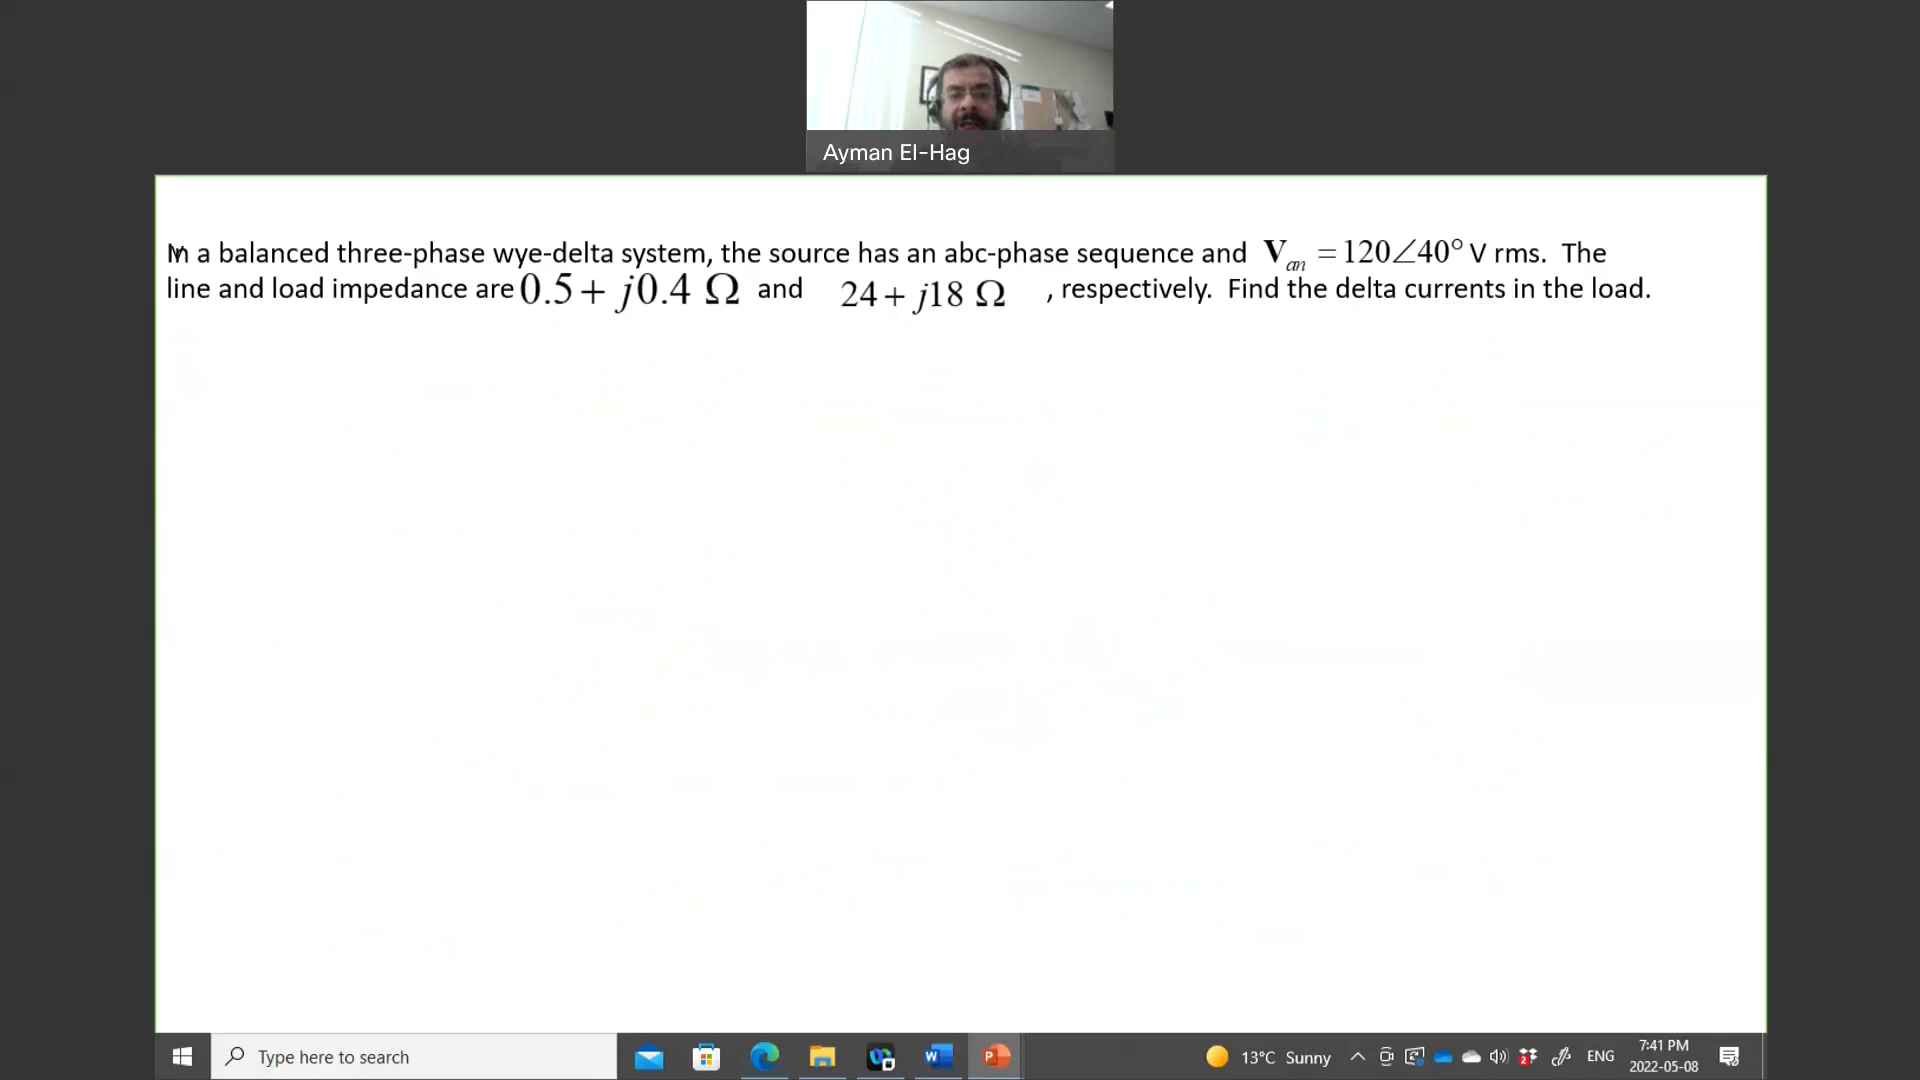 Ayman El-Hag
In a balanced three-phase wye-delta system, the source has an abc-phase sequence and V_an = 120∠40° V rms. The
line and load impedance are 0.5 + j0.4 Ω and 24 + j18 Ω , respectively. Find the delta currents in the load.
Type here to search
13°C Sunny
ENG
7:41 PM
2022-05-08